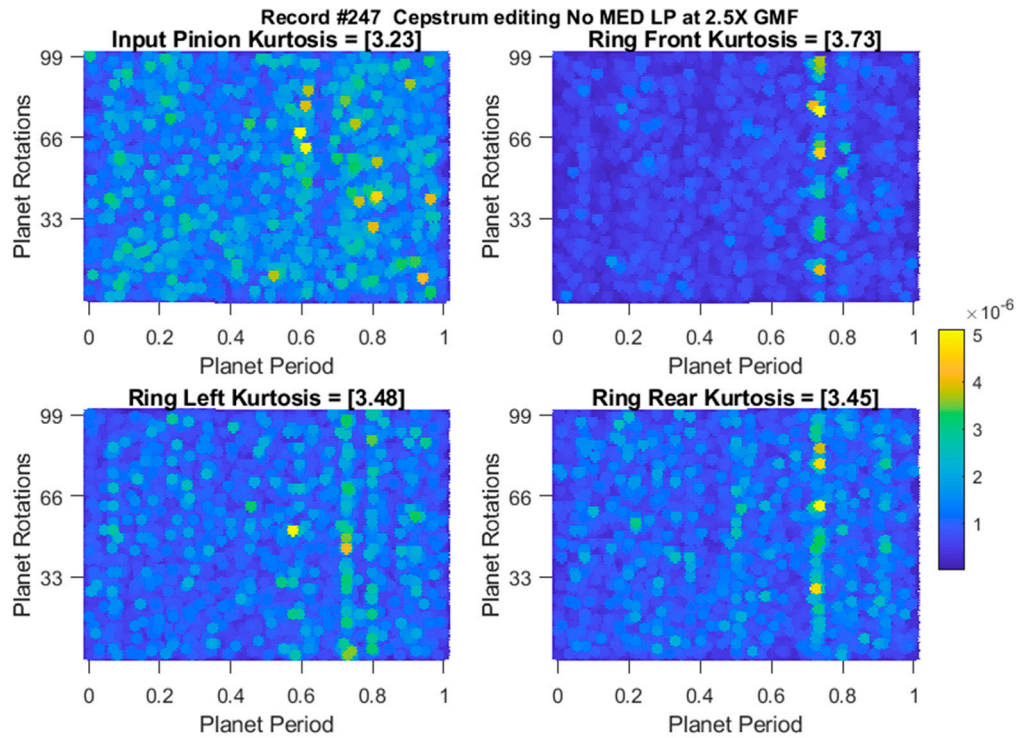 Record #247  Cepstrum editing No MED LP at 2.5X GMF
Input Pinion Kurtosis = [3.23]
Ring Front Kurtosis = [3.73]
99
66
33
Planet Rotations
0 0.2 0.4 0.6 0.8 1
Planet Period
99
66
33
Planet Rotations
0 0.2 0.4 0.6 0.8 1
Planet Period
×10-6
5
4
3
2
1
Ring Left Kurtosis = [3.48]
Ring Rear Kurtosis = [3.45]
99
66
33
Planet Rotations
0 0.2 0.4 0.6 0.8 1
Planet Period
99
66
33
Planet Rotations
0 0.2 0.4 0.6 0.8 1
Planet Period